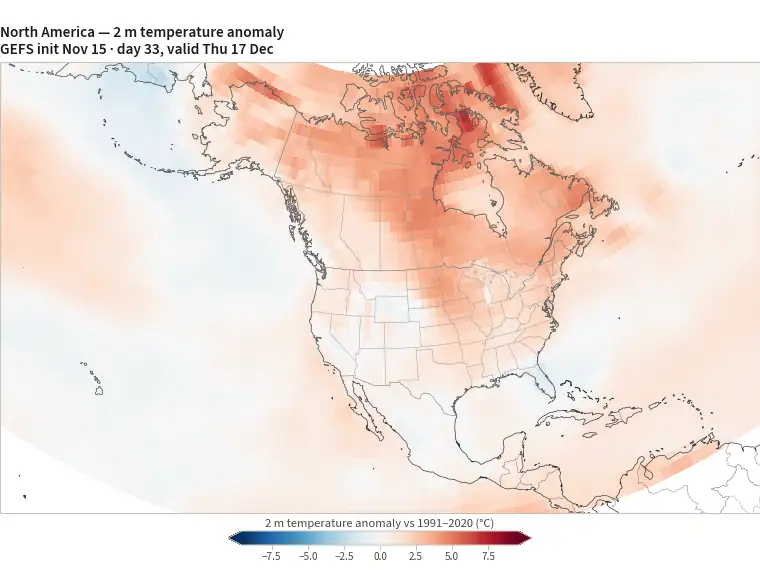 North America — 2 m temperature anomaly
GEFS init Nov 15 · day 33, valid Thu 17 Dec
2 m temperature anomaly vs 1991–2020 (°C)
−7.5 −5.0 −2.5 0.0 2.5 5.0 7.5